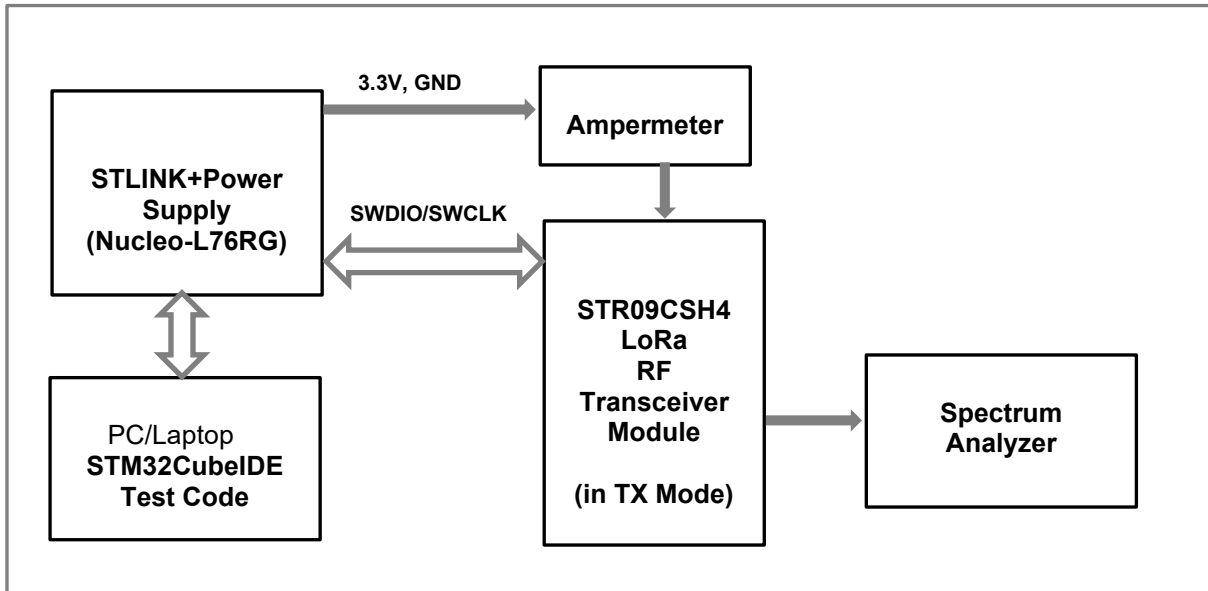 3.3V, GND
STLINK+Power
Supply
(Nucleo-L76RG)
Ampermeter
SWDIO/SWCLK
STR09CSH4
LoRa
RF
Transceiver
Module
(in TX Mode)
PC/Laptop
STM32CubeIDE
Test Code
Spectrum
Analyzer